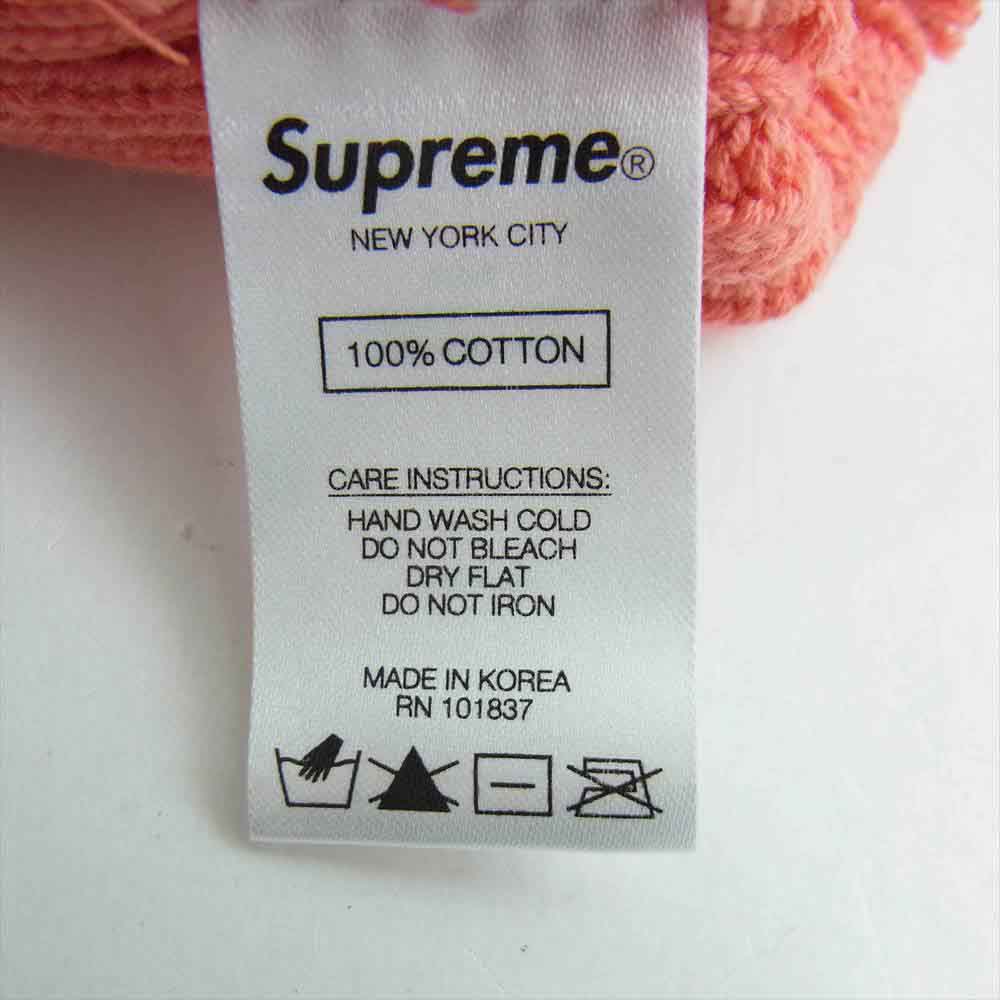 Supreme®
NEW YORK CITY
100% COTTON
CARE INSTRUCTIONS:
HAND WASH COLD
DO NOT BLEACH
DRY FLAT
DO NOT IRON
MADE IN KOREA
RN 101837